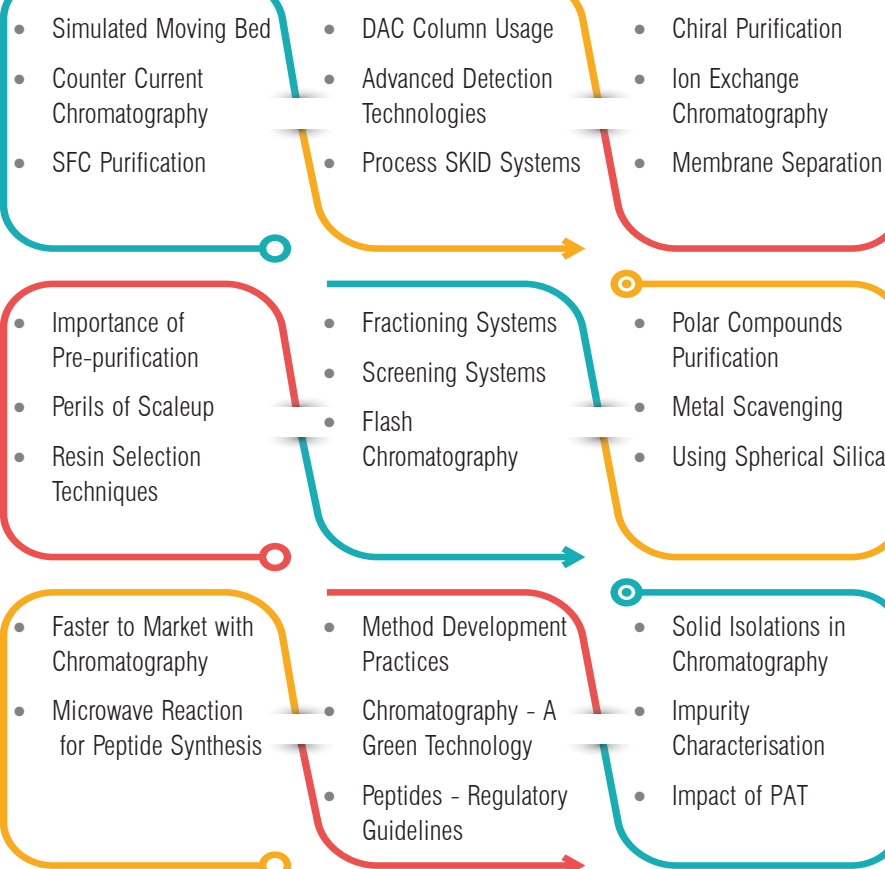 Simulated Moving Bed
Counter Current
Chromatography
SFC Purification
DAC Column Usage
Advanced Detection
Technologies
Process SKID Systems
Chiral Purification
Ion Exchange
Chromatography
Membrane Separation
Importance of
Pre-purification
Perils of Scaleup
Resin Selection
Techniques
Fractioning Systems
Screening Systems
Flash
Chromatography
Polar Compounds
Purification
Metal Scavenging
Using Spherical Silica
Faster to Market with
Chromatography
Microwave Reaction
for Peptide Synthesis
Method Development
Practices
Chromatography - A
Green Technology
Peptides - Regulatory
Guidelines
Solid Isolations in
Chromatography
Impurity
Characterisation
Impact of PAT